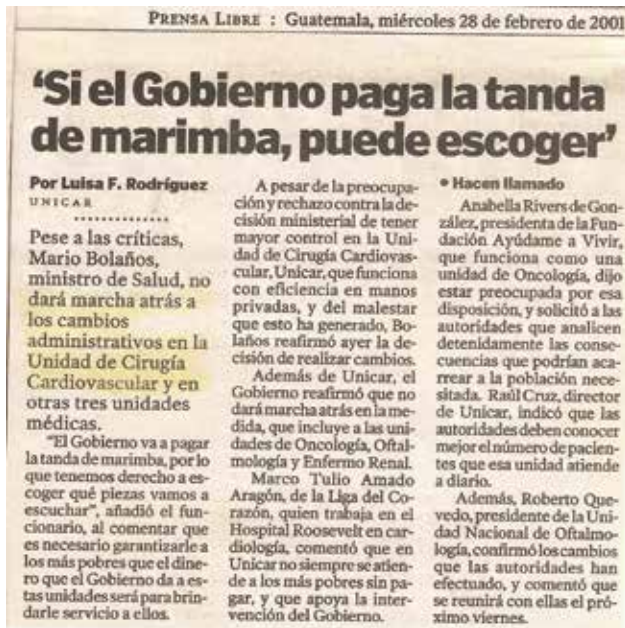 PRENSA LIBRE : Guatemala, miércoles 28 de febrero de 2001
‘Si el Gobierno paga la tanda
de marimba, puede escoger’
Por Luisa F. Rodríguez
UNICAR
Pese a las críticas,
Mario Bolaños,
ministro de Salud, no
dará marcha atrás a
los cambios
administrativos en la
Unidad de Cirugía
Cardiovascular y en
otras tres unidades
médicas.
“El Gobierno va a pagar
la tanda de marimba, por lo
que tenemos derecho a es-
coger qué piezas vamos a
escuchar”, añadió el fun-
cionario, al comentar que
es necesario garantizarle a
los más pobres que el dine-
ro que el Gobierno da a es-
tas unidades será para brin-
darle servicio a ellos.
A pesar de la preocupa-
ción y rechazo contra la de-
cisión ministerial de tener
mayor control en la Uni-
dad de Cirugía Cardiovas-
cular, Unicar, que funciona
con eficiencia en manos
privadas, y del malestar
que esto ha generado, Bo-
laños reafirmó ayer la de-
cisión de realizar cambios.
Además de Unicar, el
Gobierno reafirmó que no
dará marcha atrás en la me-
dida, que incluye a las uni-
dades de Oncología, Oftal-
mología y Enfermo Renal.
Marco Tulio Amado
Aragón, de la Liga del Co-
razón, quien trabaja en el
Hospital Roosevelt en car-
diología, comentó que en
Unicar no siempre se atien-
de a los más pobres sin pa-
gar, y que apoya la inter-
vención del Gobierno.
• Hacen llamado
Anabella Rivers de Gon-
zález, presidenta de la Fun-
dación Ayúdame a Vivir,
que funciona como una
unidad de Oncología, dijo
estar preocupada por esa
disposición, y solicitó a las
autoridades que analicen
detenidamente las conse-
cuencias que podrían aca-
rrear a la población nece-
sitada. Raúl Cruz, director
de Unicar, indicó que las
autoridades deben conocer
mejor el número de pacien-
tes que esa unidad atiende
a diario.
Además, Roberto Que-
vedo, presidente de la Uni-
dad Nacional de Oftalmo-
logía, confirmó los cambios
que las autoridades han
efectuado, y comentó que
se reunirá con ellas el pró-
ximo viernes.